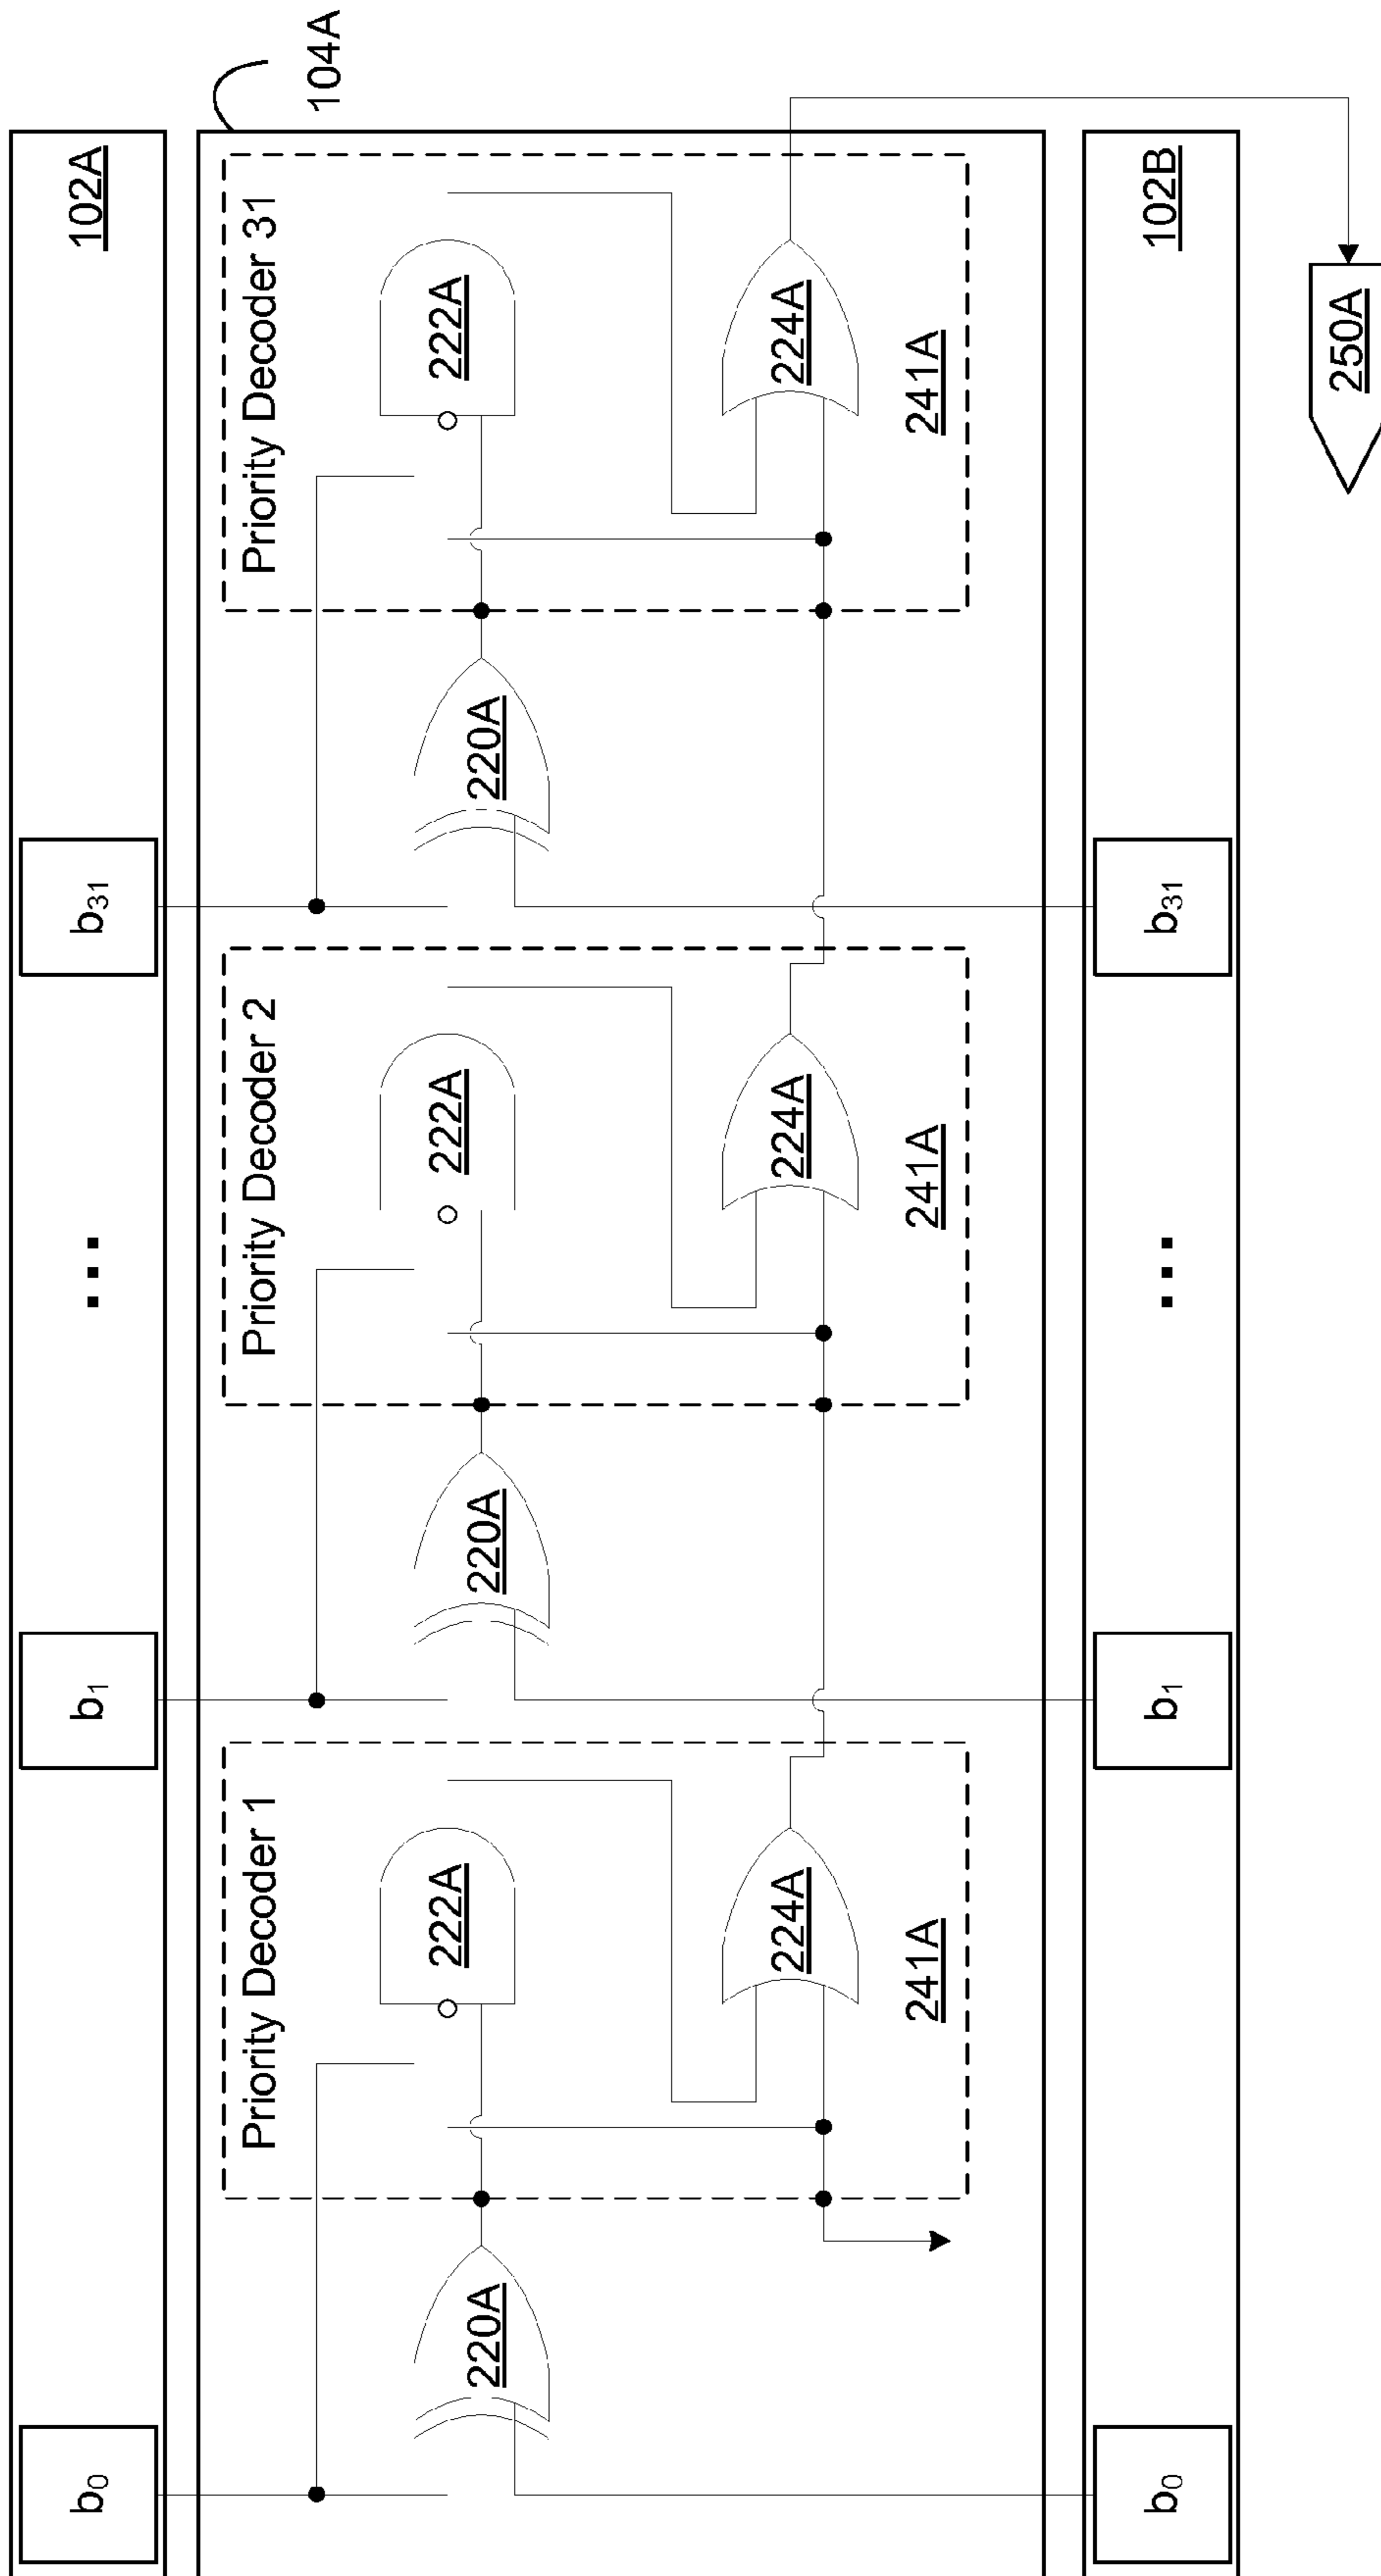 102A
b0
b1
...
b31
104A
Priority Decoder 1
Priority Decoder 2
Priority Decoder 31
220A
222A
220A
222A
220A
222A
224A
224A
224A
241A
241A
241A
102B
b0
b1
...
b31
250A